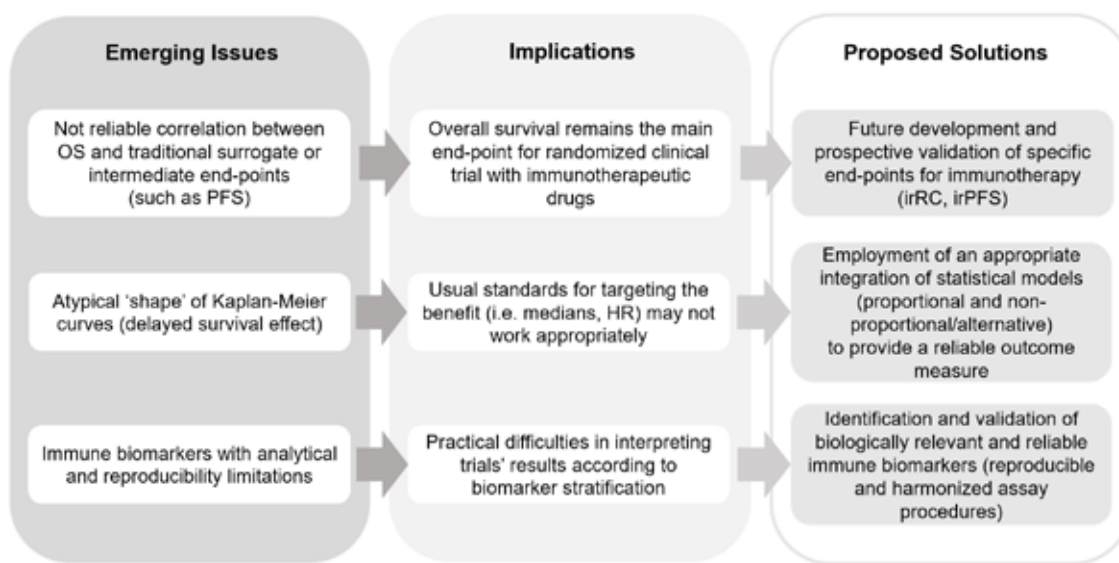 Emerging Issues
Implications
Proposed Solutions
Not reliable correlation between
OS and traditional surrogate or
intermediate end-points
(such as PFS)
Overall survival remains the main
end-point for randomized clinical
trial with immunotherapeutic
drugs
Future development and
prospective validation of specific
end-points for immunotherapy
(irRC, irPFS)
Atypical ‘shape’ of Kaplan-Meier
curves (delayed survival effect)
Usual standards for targeting the
benefit (i.e. medians, HR) may not
work appropriately
Employment of an appropriate
integration of statistical models
(proportional and non-
proportional/alternative)
to provide a reliable outcome
measure
Immune biomarkers with analytical
and reproducibility limitations
Practical difficulties in interpreting
trials’ results according to
biomarker stratification
Identification and validation of
biologically relevant and reliable
immune biomarkers (reproducible
and harmonized assay
procedures)